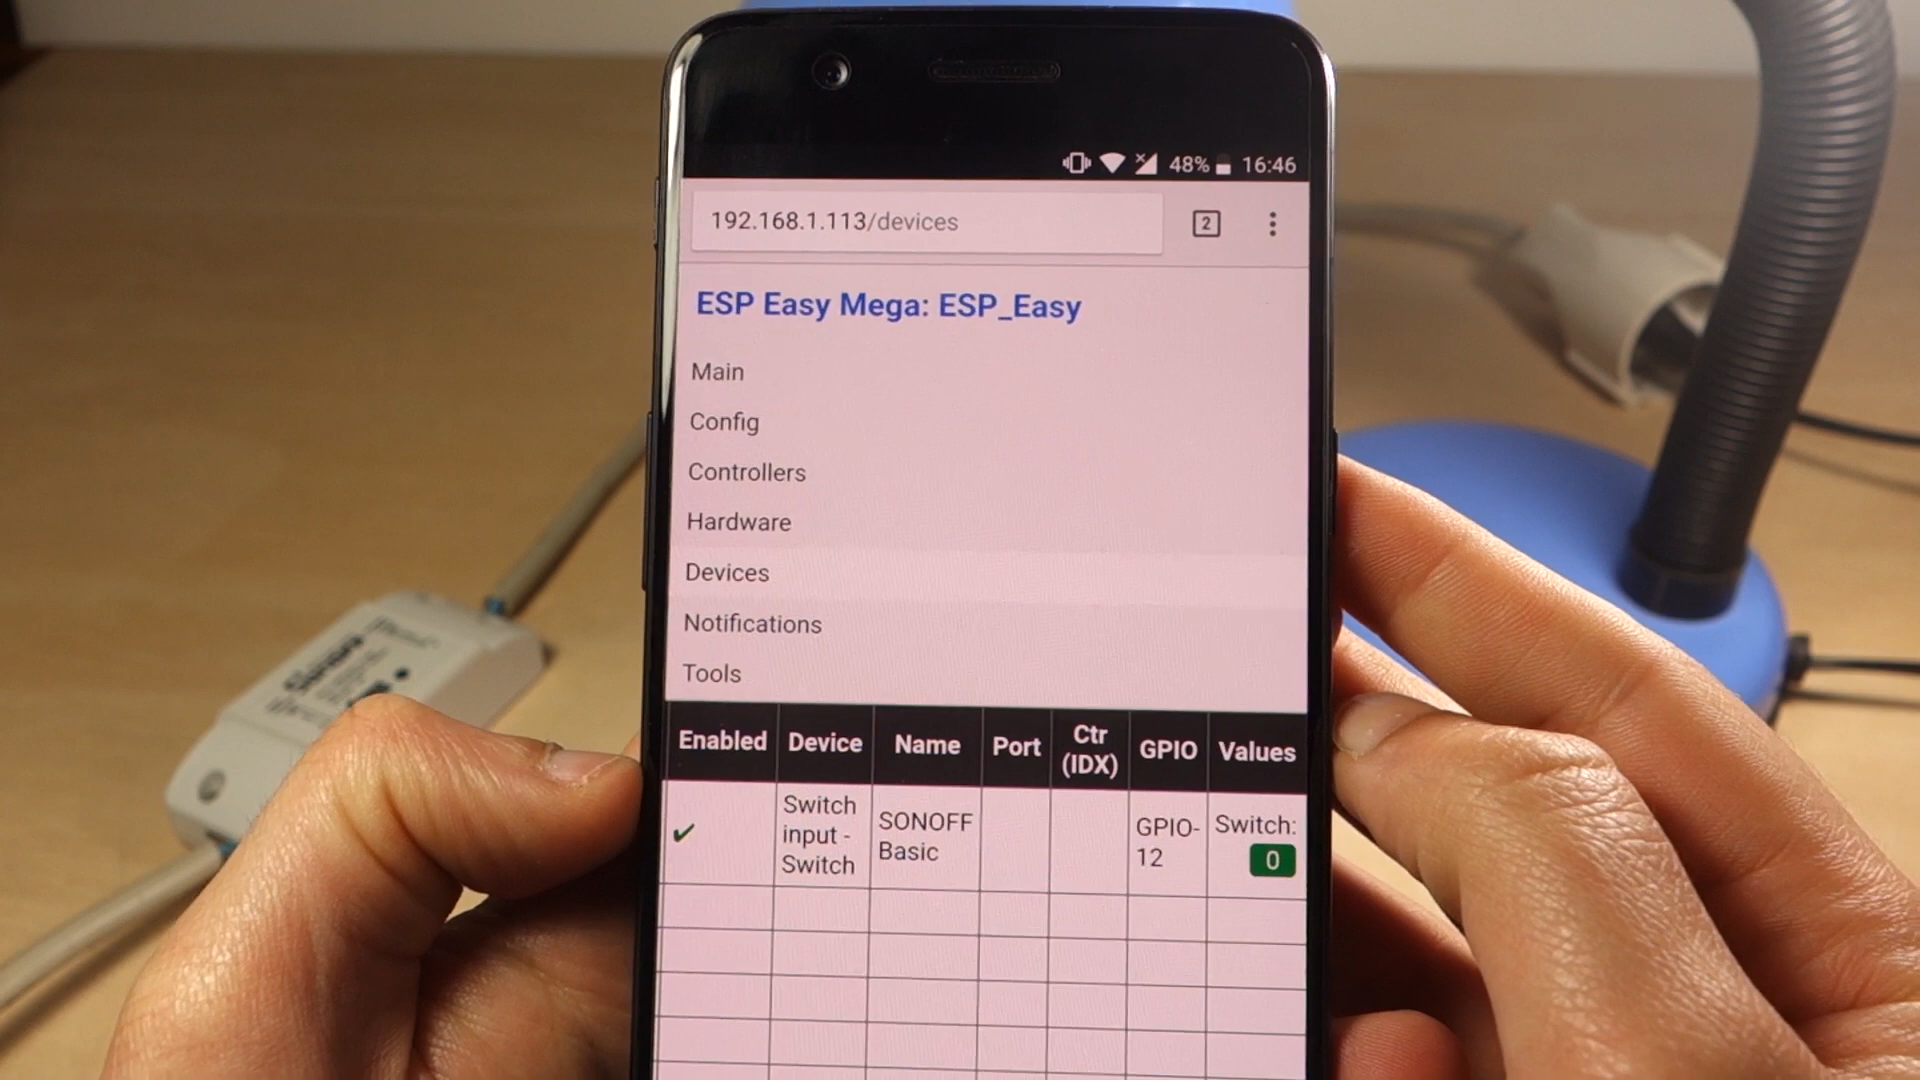 48% 16:46
192.168.1.113/devices 2
ESP Easy Mega: ESP_Easy
Main
Config
Controllers
Hardware
Devices
Notifications
Tools
Enabled Device Name Port Ctr (IDX) GPIO Values
Switch input - Switch SONOFF Basic GPIO-12 Switch: 0